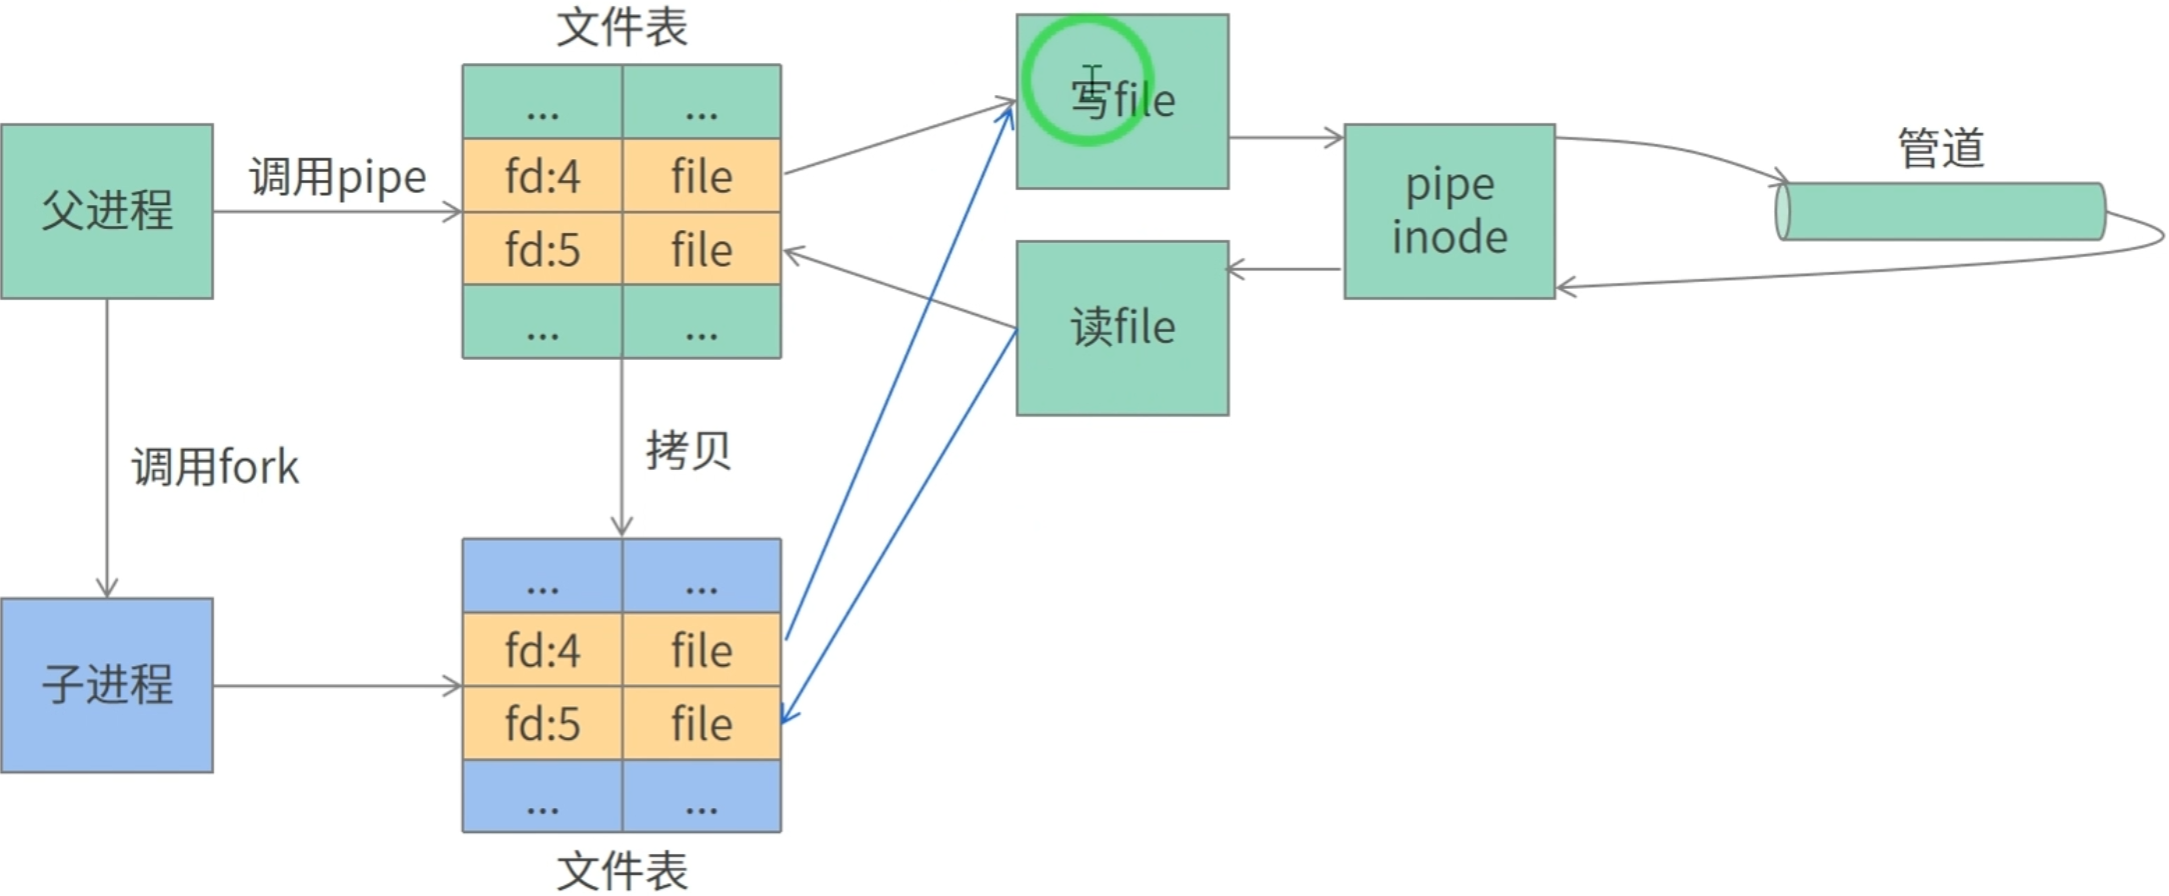 文件表
... ...
fd:4 file
fd:5 file
... ...
父进程
调用pipe
写file
读file
pipe
inode
管道
调用fork
拷贝
子进程
... ...
fd:4 file
fd:5 file
... ...
文件表